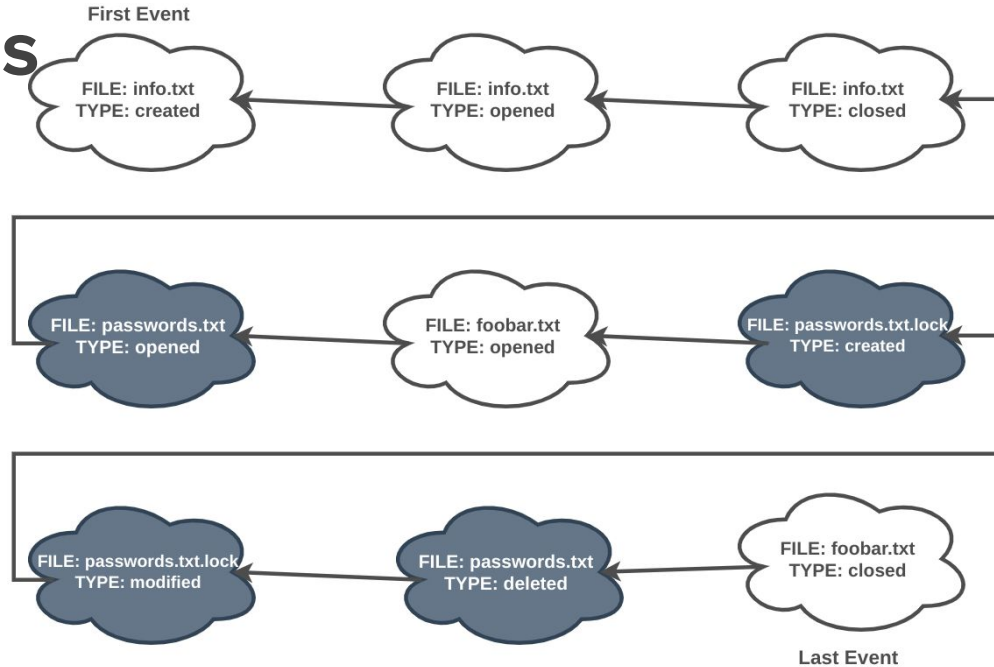 First Event
s
FILE: info.txt
TYPE: created
FILE: info.txt
TYPE: opened
FILE: info.txt
TYPE: closed
FILE: passwords.txt
TYPE: opened
FILE: foobar.txt
TYPE: opened
FILE: passwords.txt.lock
TYPE: created
FILE: passwords.txt.lock
TYPE: modified
FILE: passwords.txt
TYPE: deleted
FILE: foobar.txt
TYPE: closed
Last Event